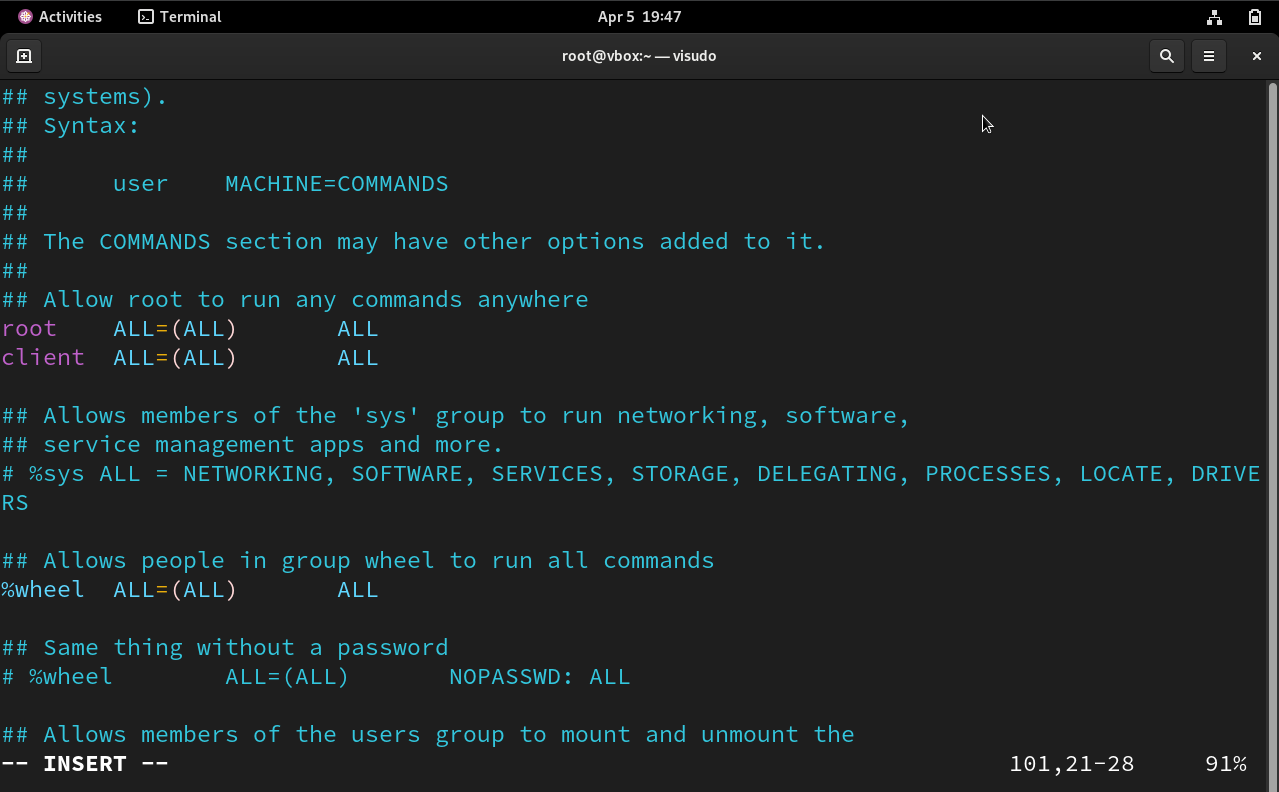 Activities Terminal Apr 5 19:47
root@vbox:~ — visudo
## systems).
## Syntax:
##
##      user    MACHINE=COMMANDS
##
## The COMMANDS section may have other options added to it.
##
## Allow root to run any commands anywhere
root    ALL=(ALL)       ALL
client  ALL=(ALL)       ALL
## Allows members of the 'sys' group to run networking, software,
## service management apps and more.
# %sys ALL = NETWORKING, SOFTWARE, SERVICES, STORAGE, DELEGATING, PROCESSES, LOCATE, DRIVE
RS
## Allows people in group wheel to run all commands
%wheel  ALL=(ALL)       ALL
## Same thing without a password
# %wheel        ALL=(ALL)       NOPASSWD: ALL
## Allows members of the users group to mount and unmount the
-- INSERT -- 101,21-28 91%